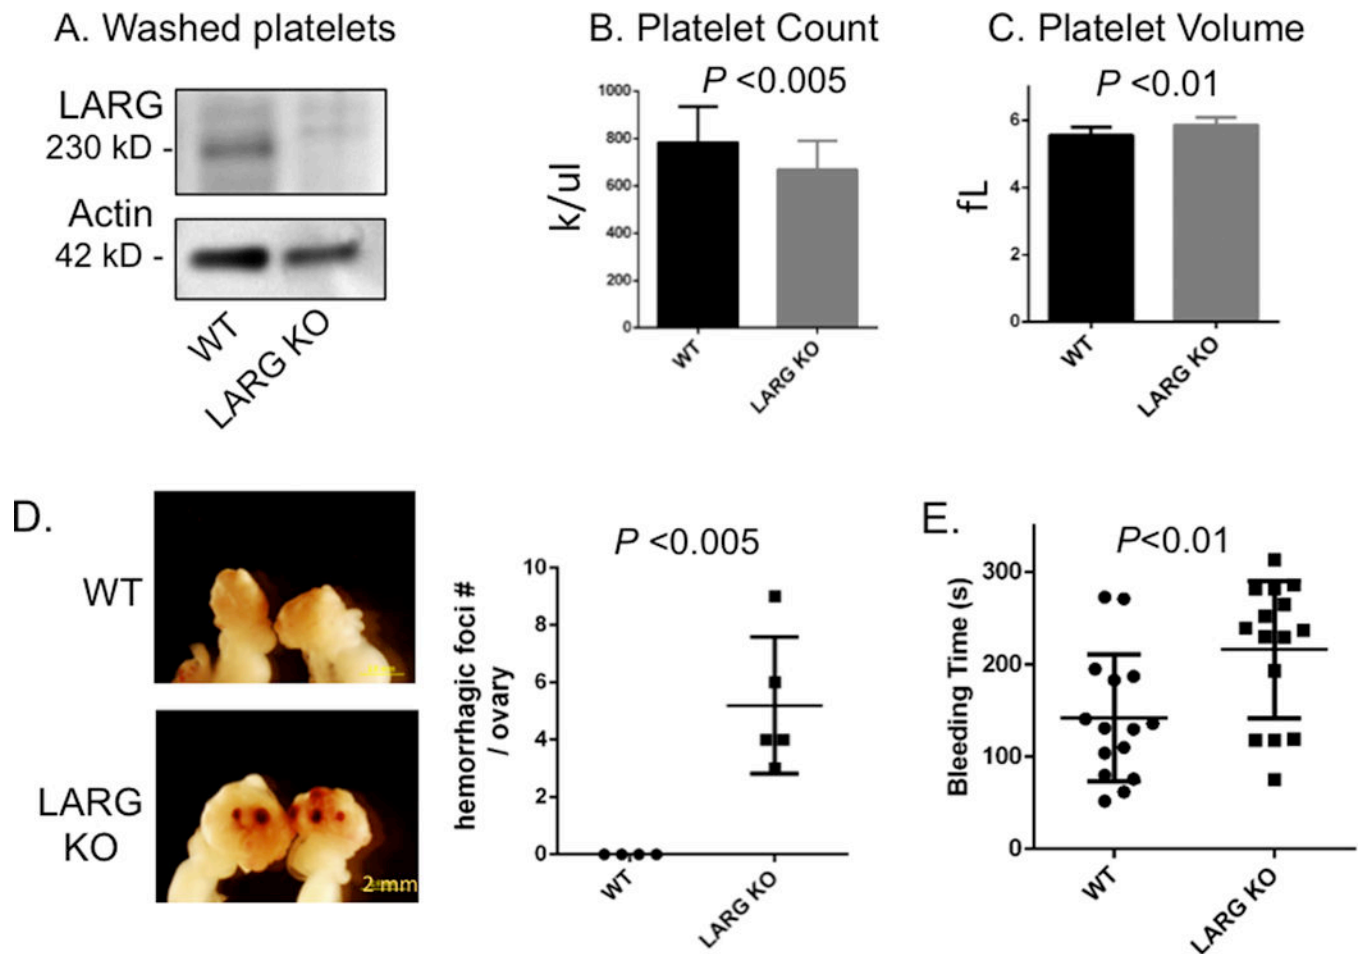 A. Washed platelets
LARG
230 kD -
Actin
42 kD -
WT
LARG KO
B. Platelet Count
P <0.005
k/ul
1000
800
600
400
200
0
WT
LARG KO
C. Platelet Volume
P <0.01
fL
6
4
2
0
WT
LARG KO
D.
WT
LARG
KO
2 mm
P <0.005
hemorrhagic foci #
/ ovary
10
8
6
4
2
0
WT
LARG KO
E.
P<0.01
Bleeding Time (s)
300
200
100
0
WT
LARG KO